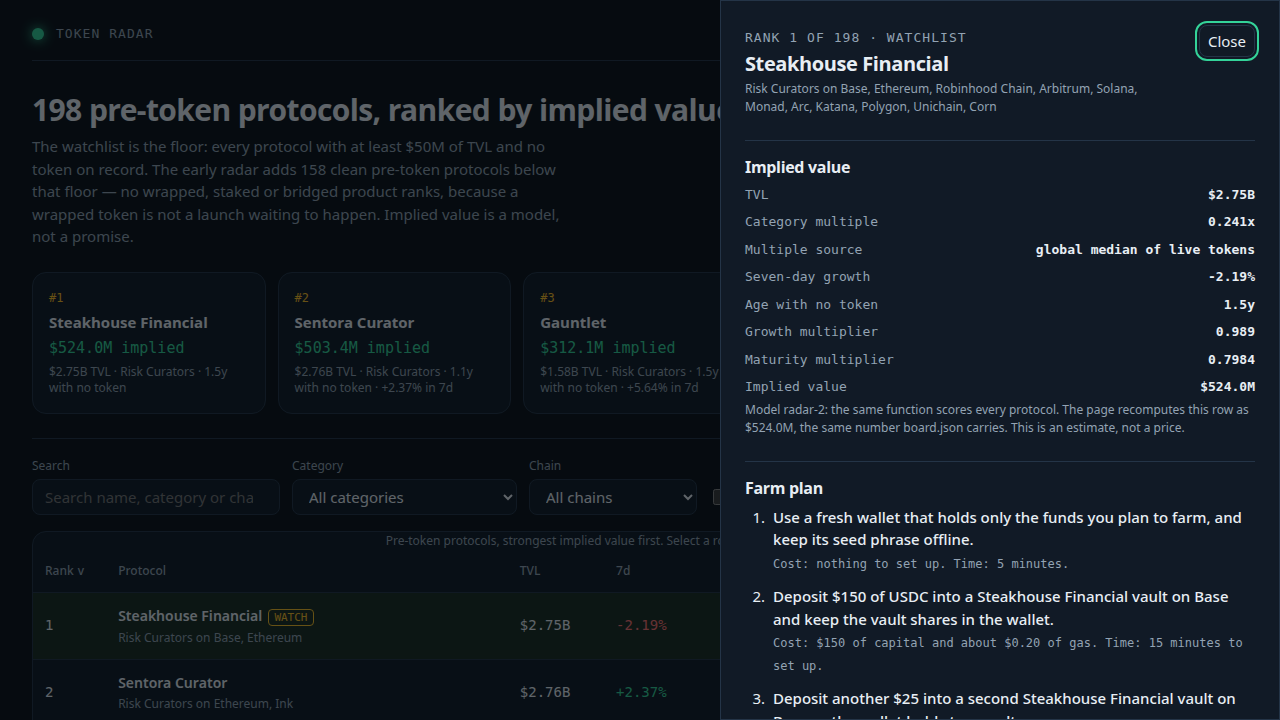 TOKEN RADAR
198 pre-token protocols, ranked by implied value
The watchlist is the floor: every protocol with at least $50M of TVL and no
token on record. The early radar adds 158 clean pre-token protocols below
that floor — no wrapped, staked or bridged product ranks, because a
wrapped token is not a launch waiting to happen. Implied value is a model,
not a promise.
#1
Steakhouse Financial
$524.0M implied
$2.75B TVL · Risk Curators · 1.5y
with no token
#2
Sentora Curator
$503.4M implied
$2.76B TVL · Risk Curators · 1.1y
with no token · +2.37% in 7d
#3
Gauntlet
$312.1M implied
$1.58B TVL · Risk Curators · 1.5y
with no token · +5.64% in 7d
Search
Category
Chain
Search name, category or cha
All categories
All chains
Pre-token protocols, strongest implied value first. Select a
Rank v Protocol TVL 7d
1 Steakhouse Financial WATCH $2.75B -2.19%
Risk Curators on Base, Ethereum
2 Sentora Curator $2.76B +2.37%
Risk Curators on Ethereum, Ink
RANK 1 OF 198 · WATCHLIST
Close
Steakhouse Financial
Risk Curators on Base, Ethereum, Robinhood Chain, Arbitrum, Solana,
Monad, Arc, Katana, Polygon, Unichain, Corn
Implied value
TVL $2.75B
Category multiple 0.241x
Multiple source global median of live tokens
Seven-day growth -2.19%
Age with no token 1.5y
Growth multiplier 0.989
Maturity multiplier 0.7984
Implied value $524.0M
Model radar-2: the same function scores every protocol. The page recomputes this row as
$524.0M, the same number board.json carries. This is an estimate, not a price.
Farm plan
1. Use a fresh wallet that holds only the funds you plan to farm, and
keep its seed phrase offline.
Cost: nothing to set up. Time: 5 minutes.
2. Deposit $150 of USDC into a Steakhouse Financial vault on Base
and keep the vault shares in the wallet.
Cost: $150 of capital and about $0.20 of gas. Time: 15 minutes to
set up.
3. Deposit another $25 into a second Steakhouse Financial vault on